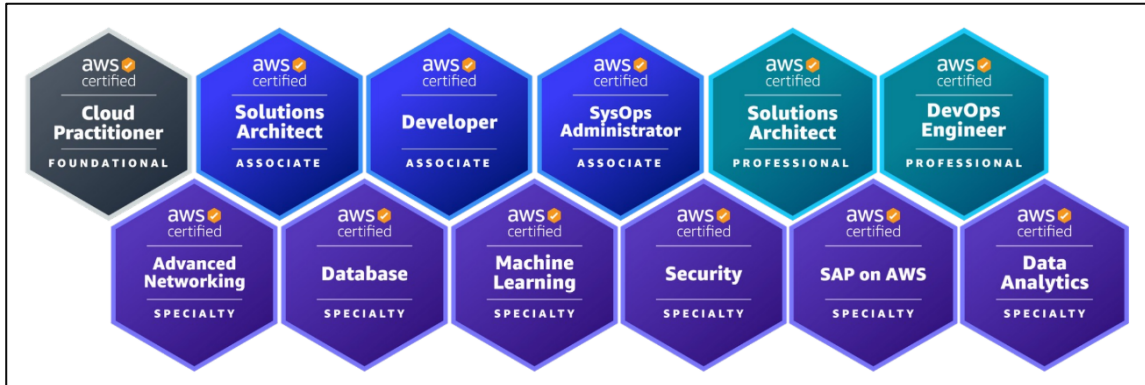 aws
certified
Cloud
Practitioner
FOUNDATIONAL
aws
certified
Solutions
Architect
ASSOCIATE
aws
certified
Developer
ASSOCIATE
aws
certified
SysOps
Administrator
ASSOCIATE
aws
certified
Solutions
Architect
PROFESSIONAL
aws
certified
DevOps
Engineer
PROFESSIONAL
aws
certified
Advanced
Networking
SPECIALTY
aws
certified
Database
SPECIALTY
aws
certified
Machine
Learning
SPECIALTY
aws
certified
Security
SPECIALTY
aws
certified
SAP on AWS
SPECIALTY
aws
certified
Data
Analytics
SPECIALTY